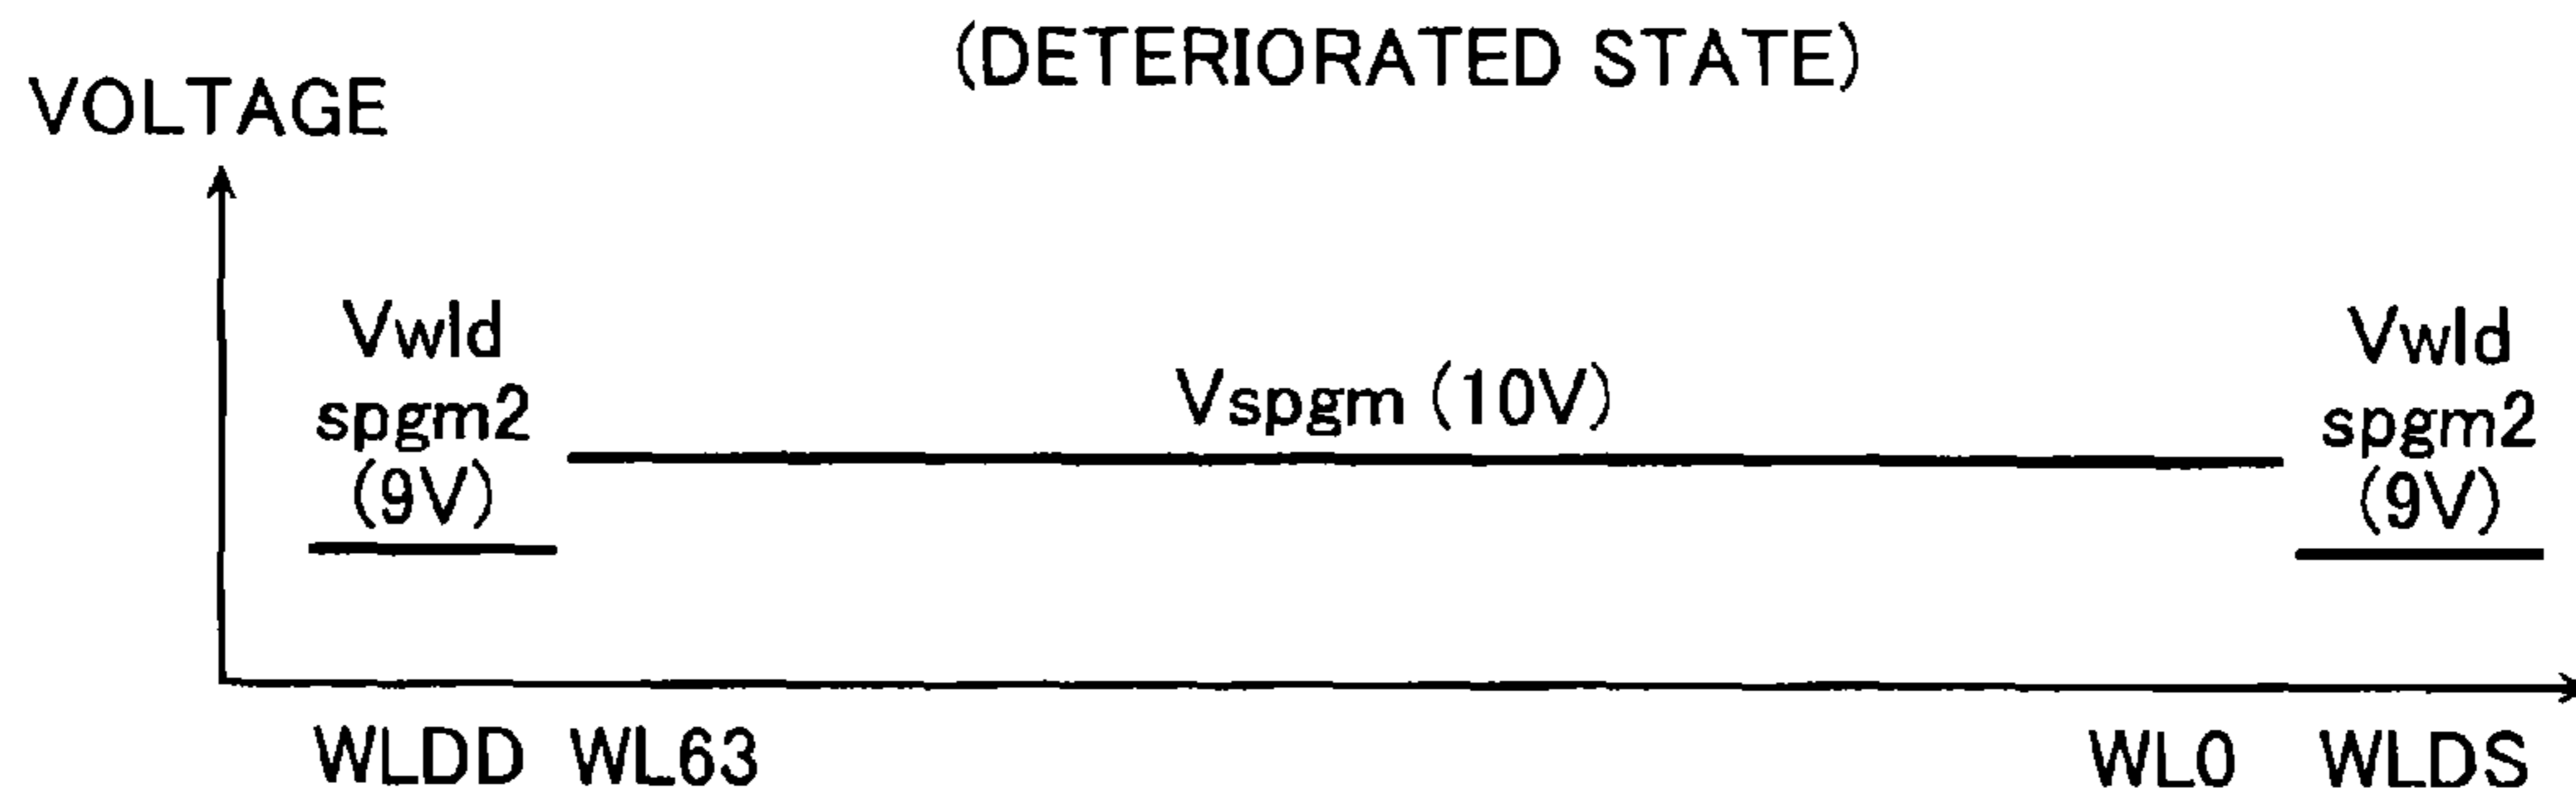 (DETERIORATED STATE)
VOLTAGE
Vwld
spgm2
(9V)
Vspgm (10V)
Vwld
spgm2
(9V)
WLDD WL63 WL0 WLDS